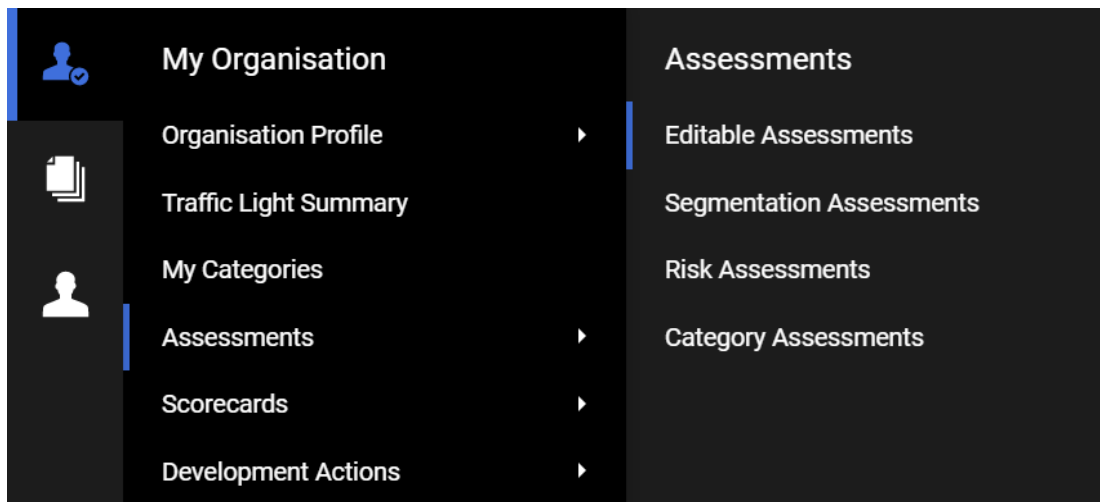 My Organisation
Organisation Profile
Traffic Light Summary
My Categories
Assessments
Scorecards
Development Actions
Assessments
Editable Assessments
Segmentation Assessments
Risk Assessments
Category Assessments